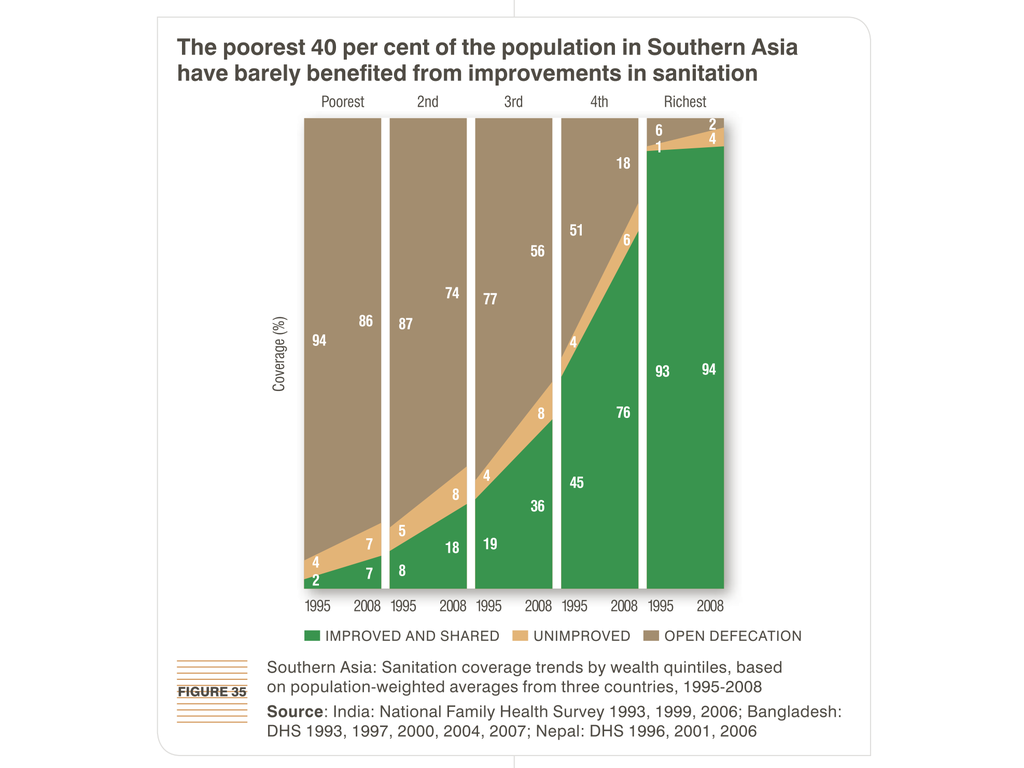 The poorest 40 per cent of the population in Southern Asia
have barely benefited from improvements in sanitation
Poorest 2nd 3rd 4th Richest
6 2
1 4
18
51
6
56
74 77
86 87
94
4
Coverage (%)
93 94
8
76
4
45
8
36
5
7
18 19
4
2 7 8
1995 2008 1995 2008 1995 2008 1995 2008 1995 2008
IMPROVED AND SHARED UNIMPROVED OPEN DEFECATION
FIGURE 35
Southern Asia: Sanitation coverage trends by wealth quintiles, based
on population-weighted averages from three countries, 1995-2008
Source: India: National Family Health Survey 1993, 1999, 2006; Bangladesh:
DHS 1993, 1997, 2000, 2004, 2007; Nepal: DHS 1996, 2001, 2006